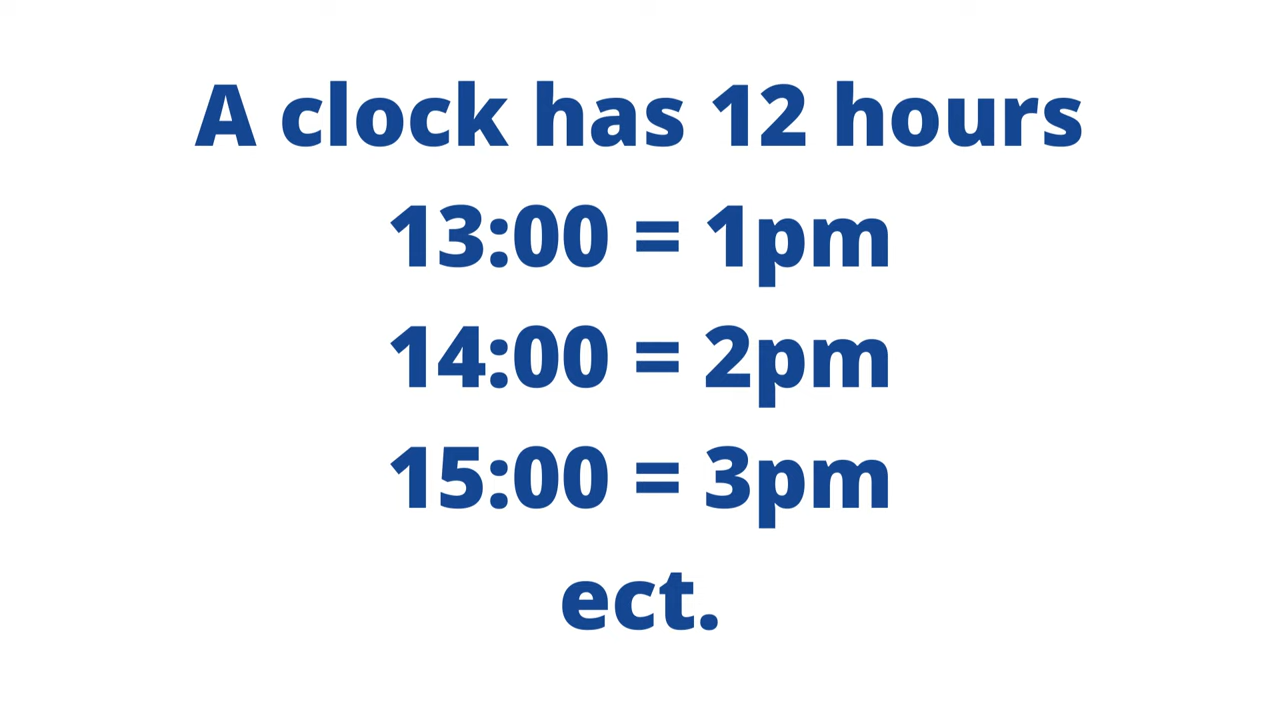 A clock has 12 hours
13:00 = 1pm
14:00 = 2pm
15:00 = 3pm
ect.